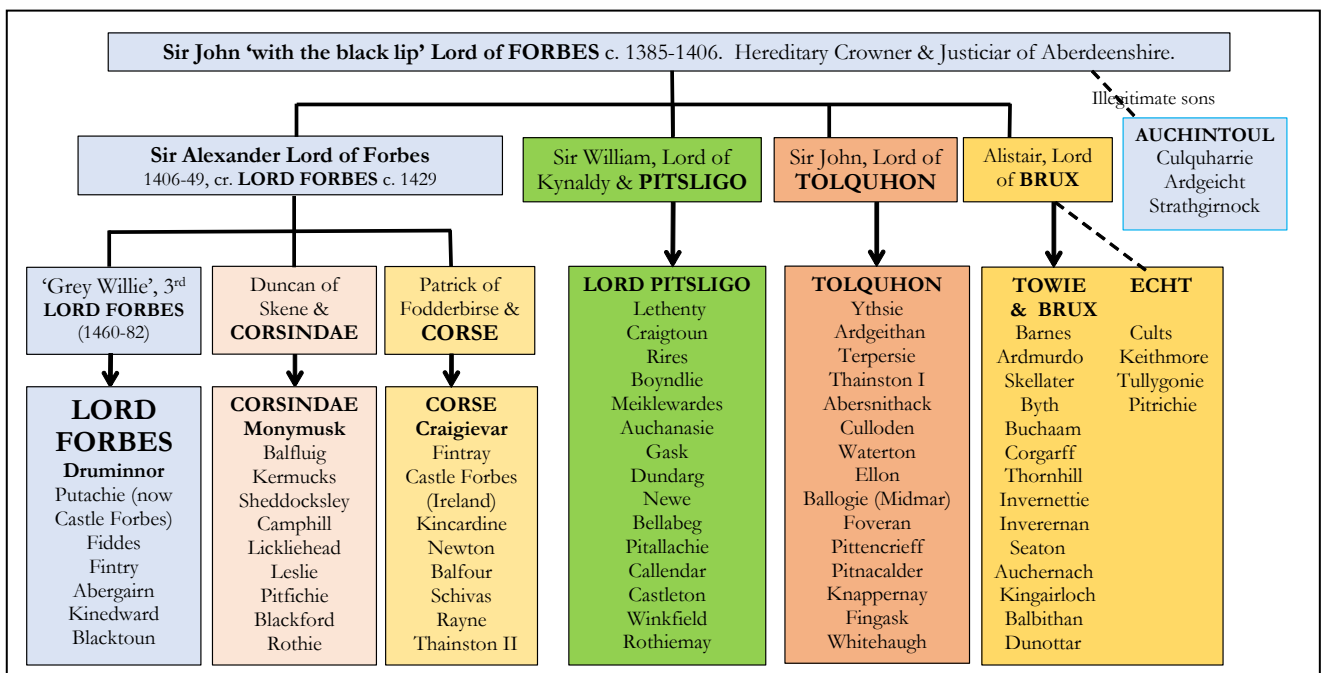 Sir John ‘with the black lip’ Lord of FORBES c. 1385-1406.  Hereditary Crowner & Justiciar of Aberdeenshire.
Illegitimate sons
AUCHINTOUL
Culquharrie
Ardgeicht
Strathgirnock
Sir Alexander Lord of Forbes
1406-49, cr. LORD FORBES c. 1429
Sir William, Lord of
Kynaldy & PITSLIGO
Sir John, Lord of
TOLQUHON
Alistair, Lord
of BRUX
‘Grey Willie’, 3rd
LORD FORBES
(1460-82)
Duncan of
Skene &
CORSINDAE
Patrick of
Fodderbirse &
CORSE
LORD
FORBES
Druminnor
Putachie (now
Castle Forbes)
Fiddes
Fintry
Abergairn
Kinedward
Blacktoun
CORSINDAE
Monymusk
Balfluig
Kermucks
Sheddocksley
Camphill
Lickliehead
Leslie
Pitfichie
Blackford
Rothie
CORSE
Craigievar
Fintray
Castle Forbes
(Ireland)
Kincardine
Newton
Balfour
Schivas
Rayne
Thainston II
LORD PITSLIGO
Lethenty
Craigtoun
Rires
Boyndlie
Meiklewardes
Auchanasie
Gask
Dundarg
Newe
Bellabeg
Pitallachie
Callendar
Castleton
Winkfield
Rothiemay
TOLQUHON
Ythsie
Ardgeithan
Terpersie
Thainston I
Abersnithack
Culloden
Waterton
Ellon
Ballogie (Midmar)
Foveran
Pittencrieff
Pitnacalder
Knappernay
Fingask
Whitehaugh
TOWIE
& BRUX
Barnes
Ardmurdo
Skellater
Byth
Buchaam
Corgarff
Thornhill
Invernettie
Inverernan
Seaton
Auchernach
Kingairloch
Balbithan
Dunottar
ECHT
Cults
Keithmore
Tullygonie
Pitrichie